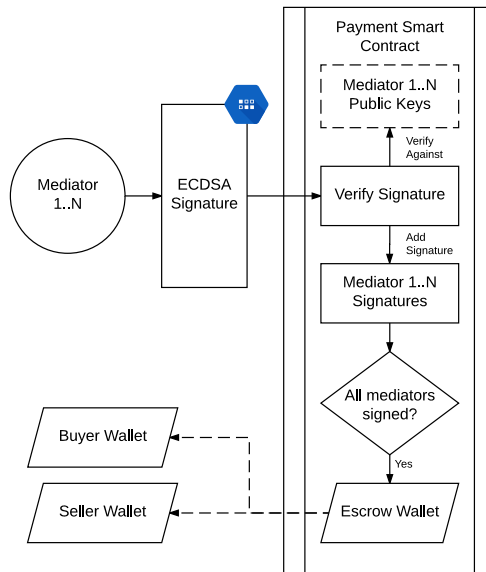 Payment Smart
Contract
Mediator 1..N
Public Keys
Verify
Against
Mediator
1..N
ECDSA
Signature
Verify Signature
Add
Signature
Mediator 1..N
Signatures
All mediators
signed?
Yes
Buyer Wallet
Seller Wallet
Escrow Wallet